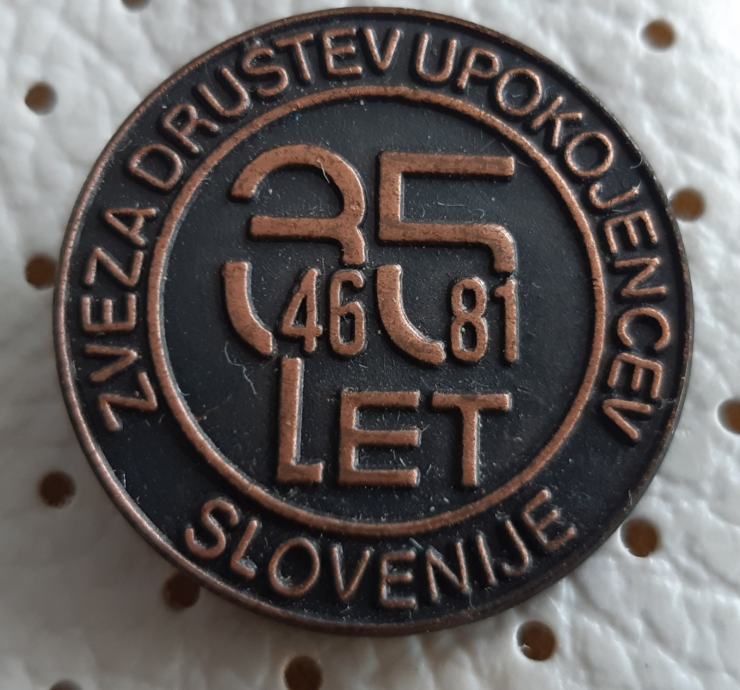 ZVEZA DRUŠTEV UPOKOJENCEV
SLOVENIJE
35
46 81
LET